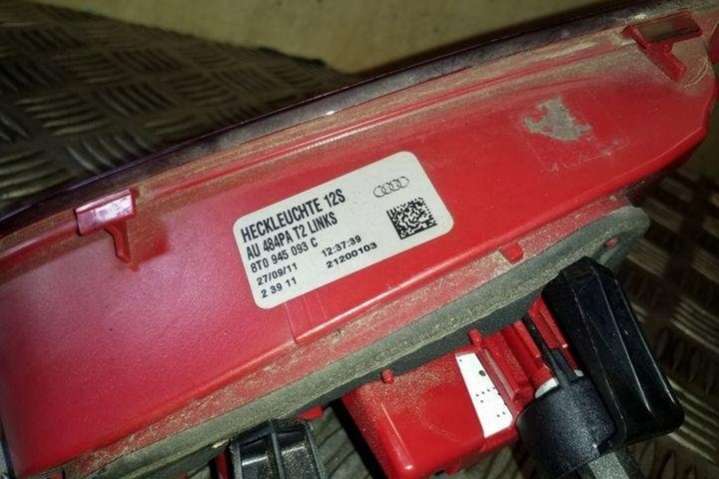 HECKLEUCHTE 12S
AU 484PA T2 LINKS
8T0 945 093 C
27/09/11 12:37:39
2 39 11 21200103